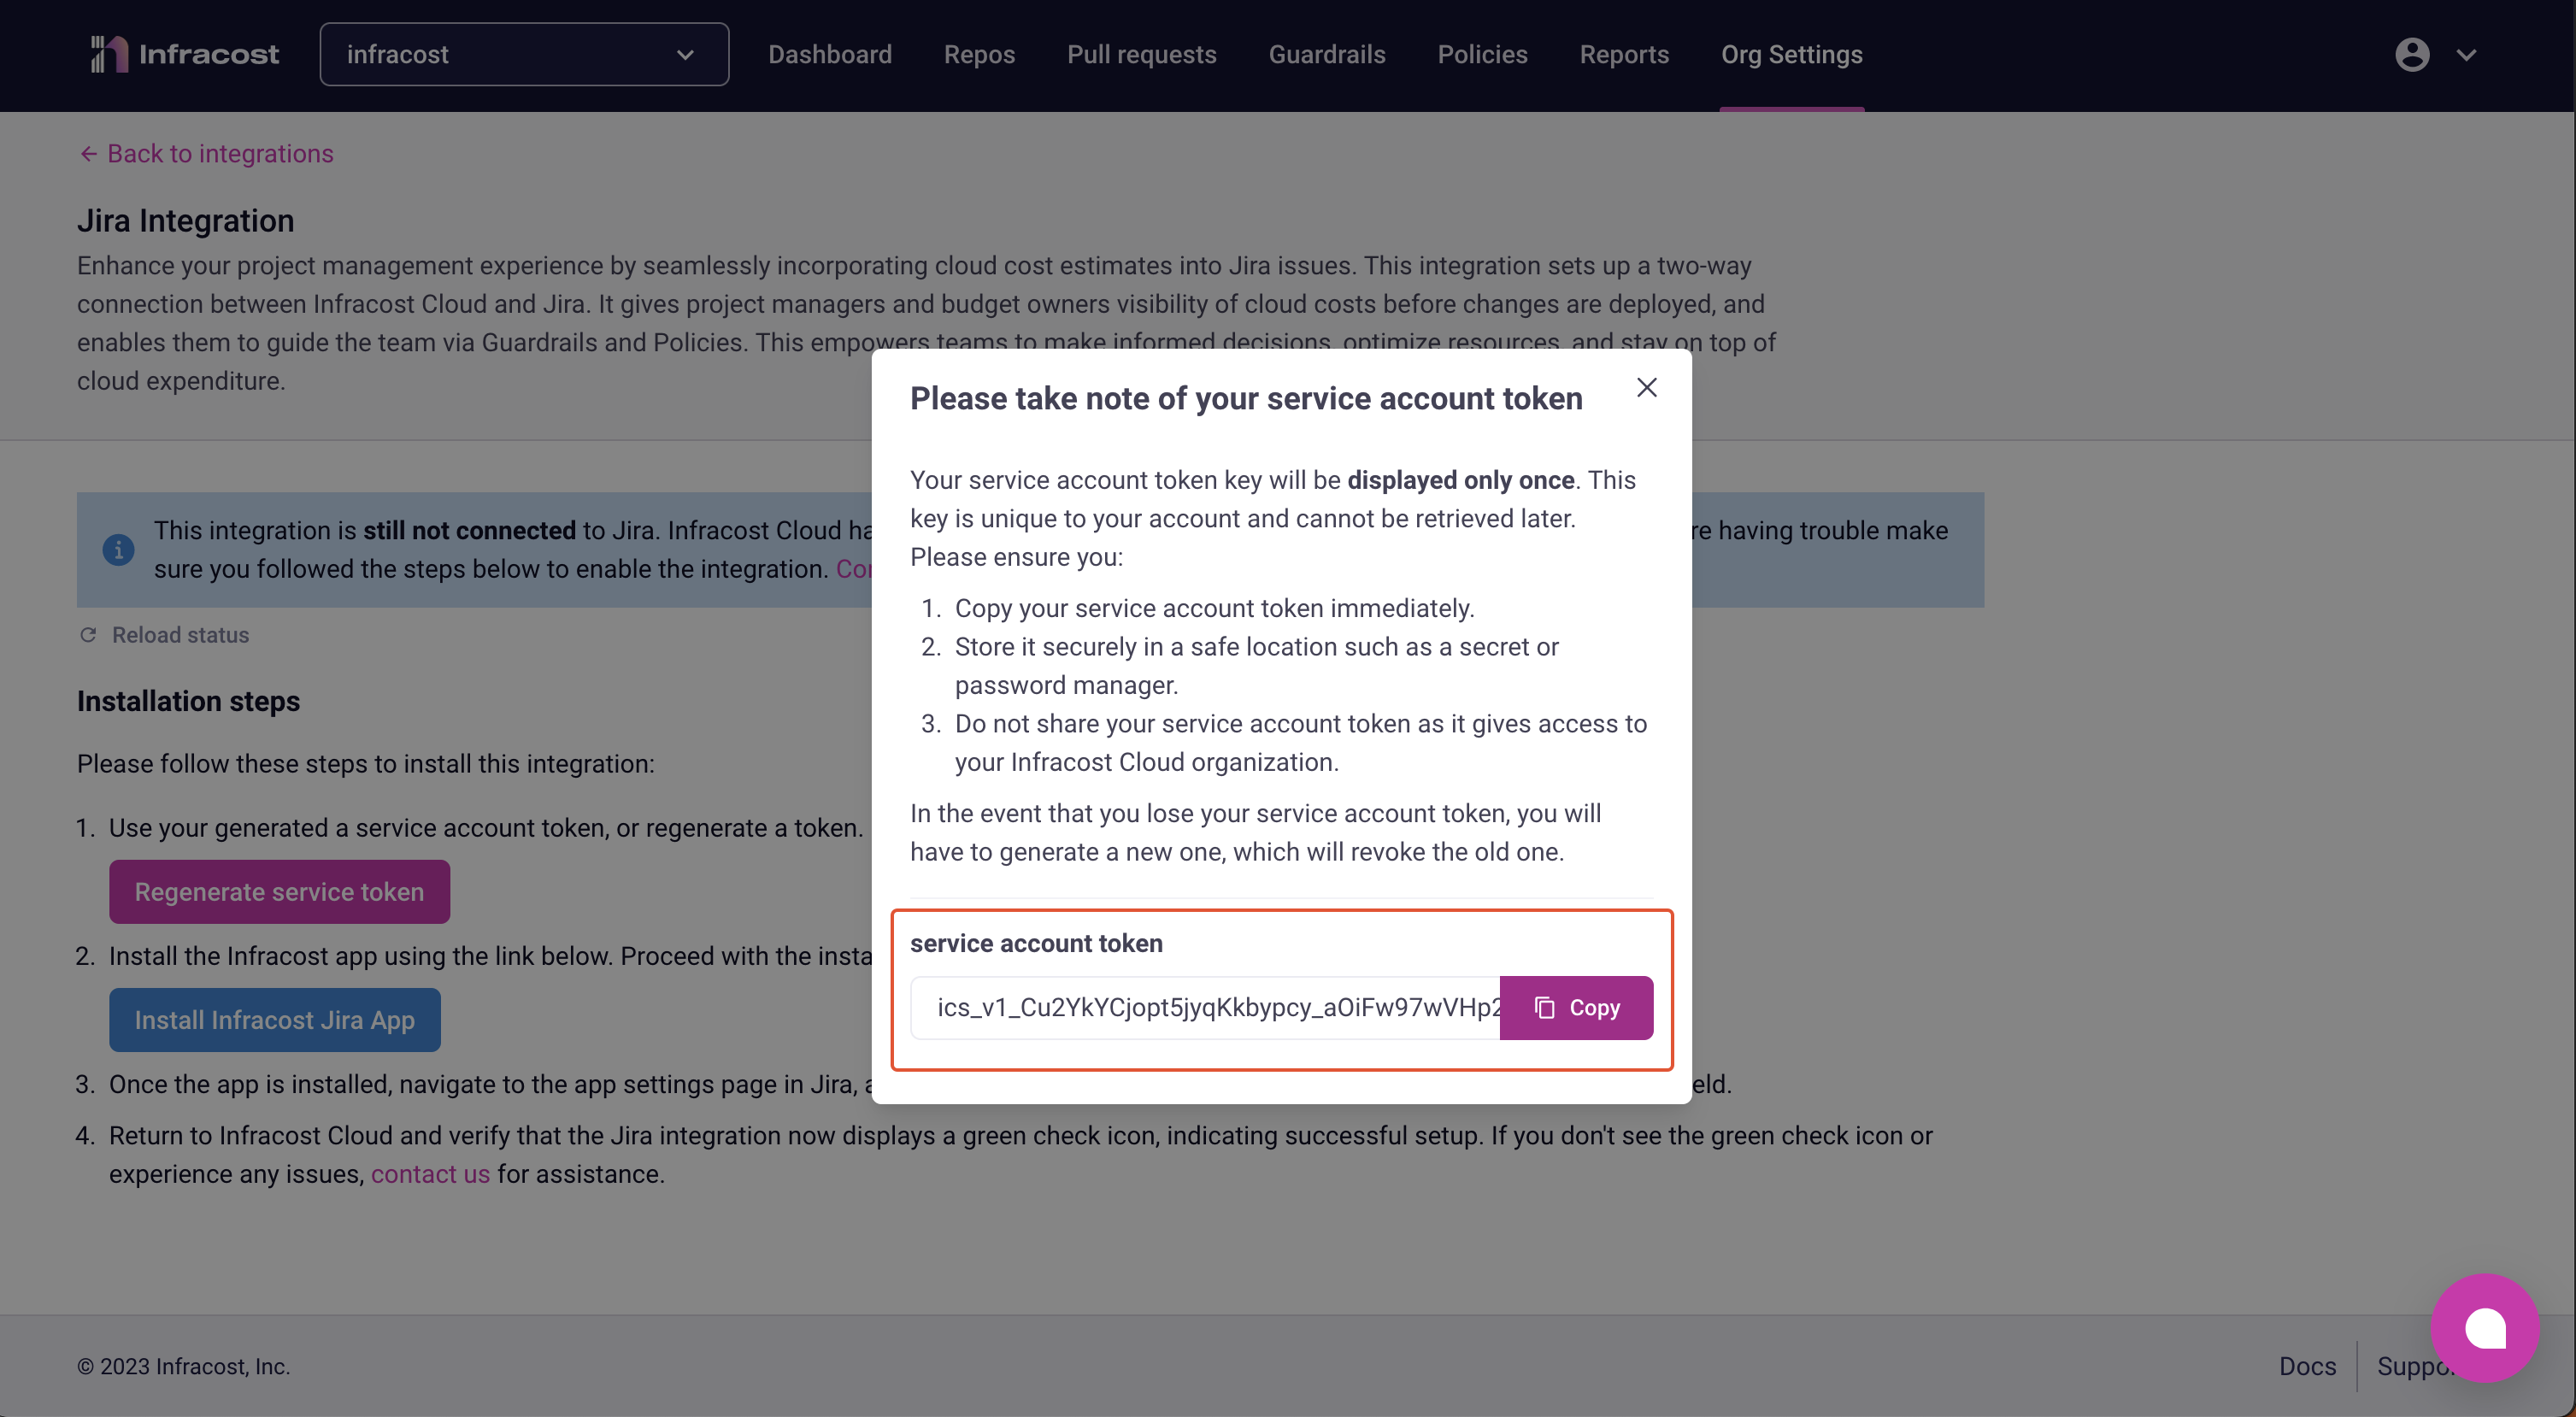 Infracost
infracost
Dashboard Repos Pull requests Guardrails Policies Reports Org Settings
← Back to integrations
Jira Integration
Enhance your project management experience by seamlessly incorporating cloud cost estimates into Jira issues. This integration sets up a two-way
connection between Infracost Cloud and Jira. It gives project managers and budget owners visibility of cloud costs before changes are deployed, and
enables them to guide the team via Guardrails and Policies. This empowers teams to make informed decisions, optimize resources, and stay on top of
cloud expenditure.
This integration is still not connected to Jira. Infracost Cloud ha
re having trouble make
sure you followed the steps below to enable the integration. Con
Reload status
Installation steps
Please follow these steps to install this integration:
1. Use your generated a service account token, or regenerate a token.
Regenerate service token
2. Install the Infracost app using the link below. Proceed with the insta
Install Infracost Jira App
3. Once the app is installed, navigate to the app settings page in Jira, a
eld.
4. Return to Infracost Cloud and verify that the Jira integration now displays a green check icon, indicating successful setup. If you don't see the green check icon or
experience any issues, contact us for assistance.
Please take note of your service account token
Your service account token key will be displayed only once. This
key is unique to your account and cannot be retrieved later.
Please ensure you:
1. Copy your service account token immediately.
2. Store it securely in a safe location such as a secret or
password manager.
3. Do not share your service account token as it gives access to
your Infracost Cloud organization.
In the event that you lose your service account token, you will
have to generate a new one, which will revoke the old one.
service account token
ics_v1_Cu2YkYCjopt5jyqKkbypcy_aOiFw97wVHp2
Copy
© 2023 Infracost, Inc.
Docs
Suppo